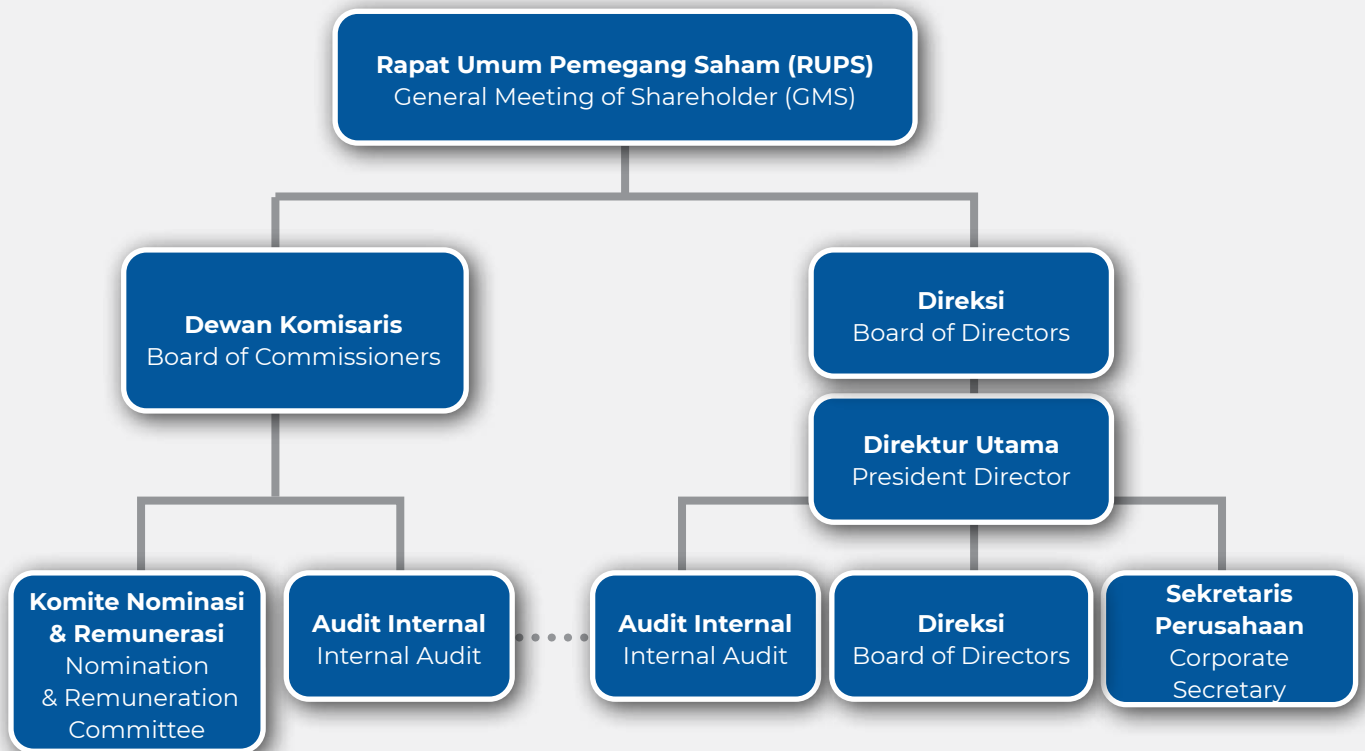 Rapat Umum Pemegang Saham (RUPS)
General Meeting of Shareholder (GMS)
Dewan Komisaris
Board of Commissioners
Direksi
Board of Directors
Direktur Utama
President Director
Komite Nominasi
& Remunerasi
Nomination
& Remuneration
Committee
Audit Internal
Internal Audit
Audit Internal
Internal Audit
Direksi
Board of Directors
Sekretaris
Perusahaan
Corporate
Secretary